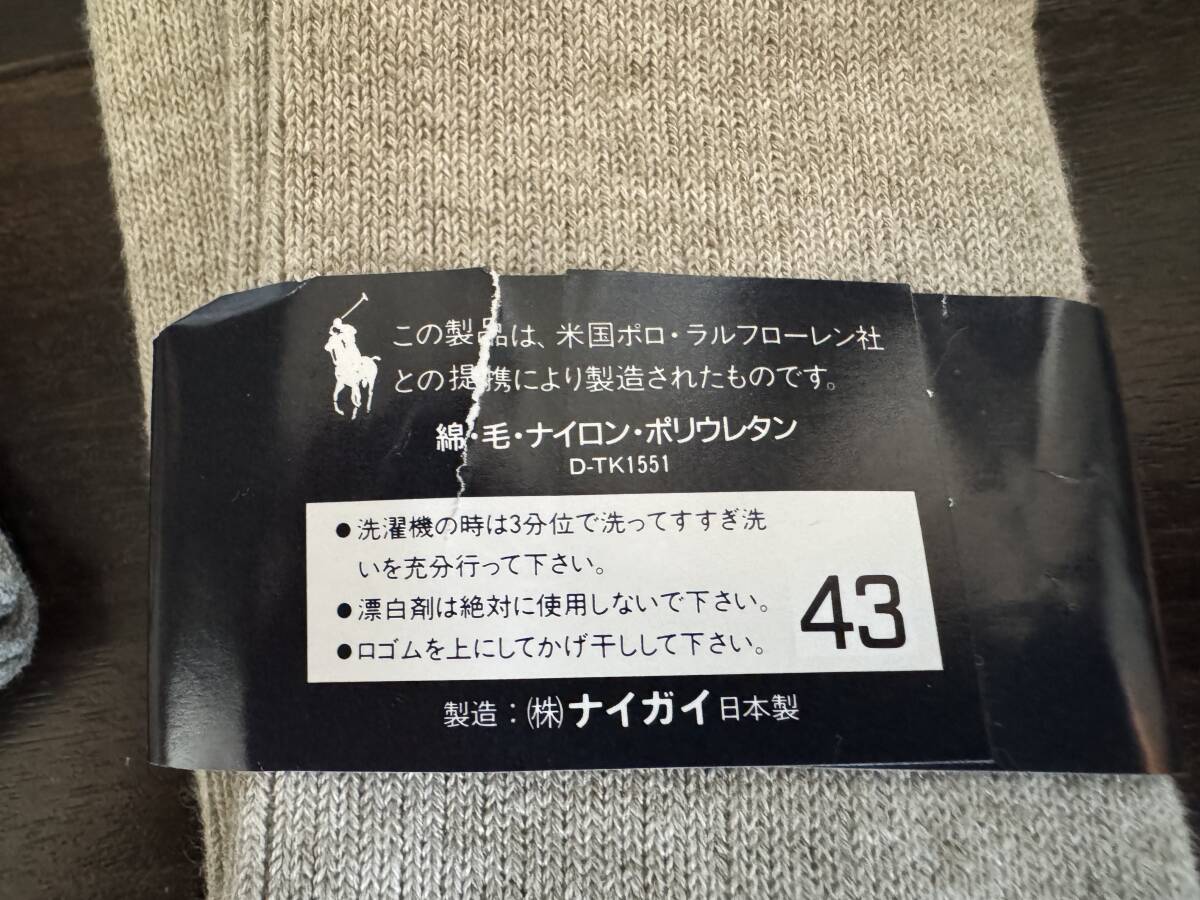 この製品は、米国ポロ・ラルフローレン社
との提携により製造されたものです。
綿・毛・ナイロン・ポリウレタン
D-TK1551
●洗濯機の時は3分位で洗ってすすぎ洗
いを充分行って下さい。
●漂白剤は絶対に使用しないで下さい。
●口ゴムを上にしてかげ干しして下さい。
43
製造：(株)ナイガイ日本製